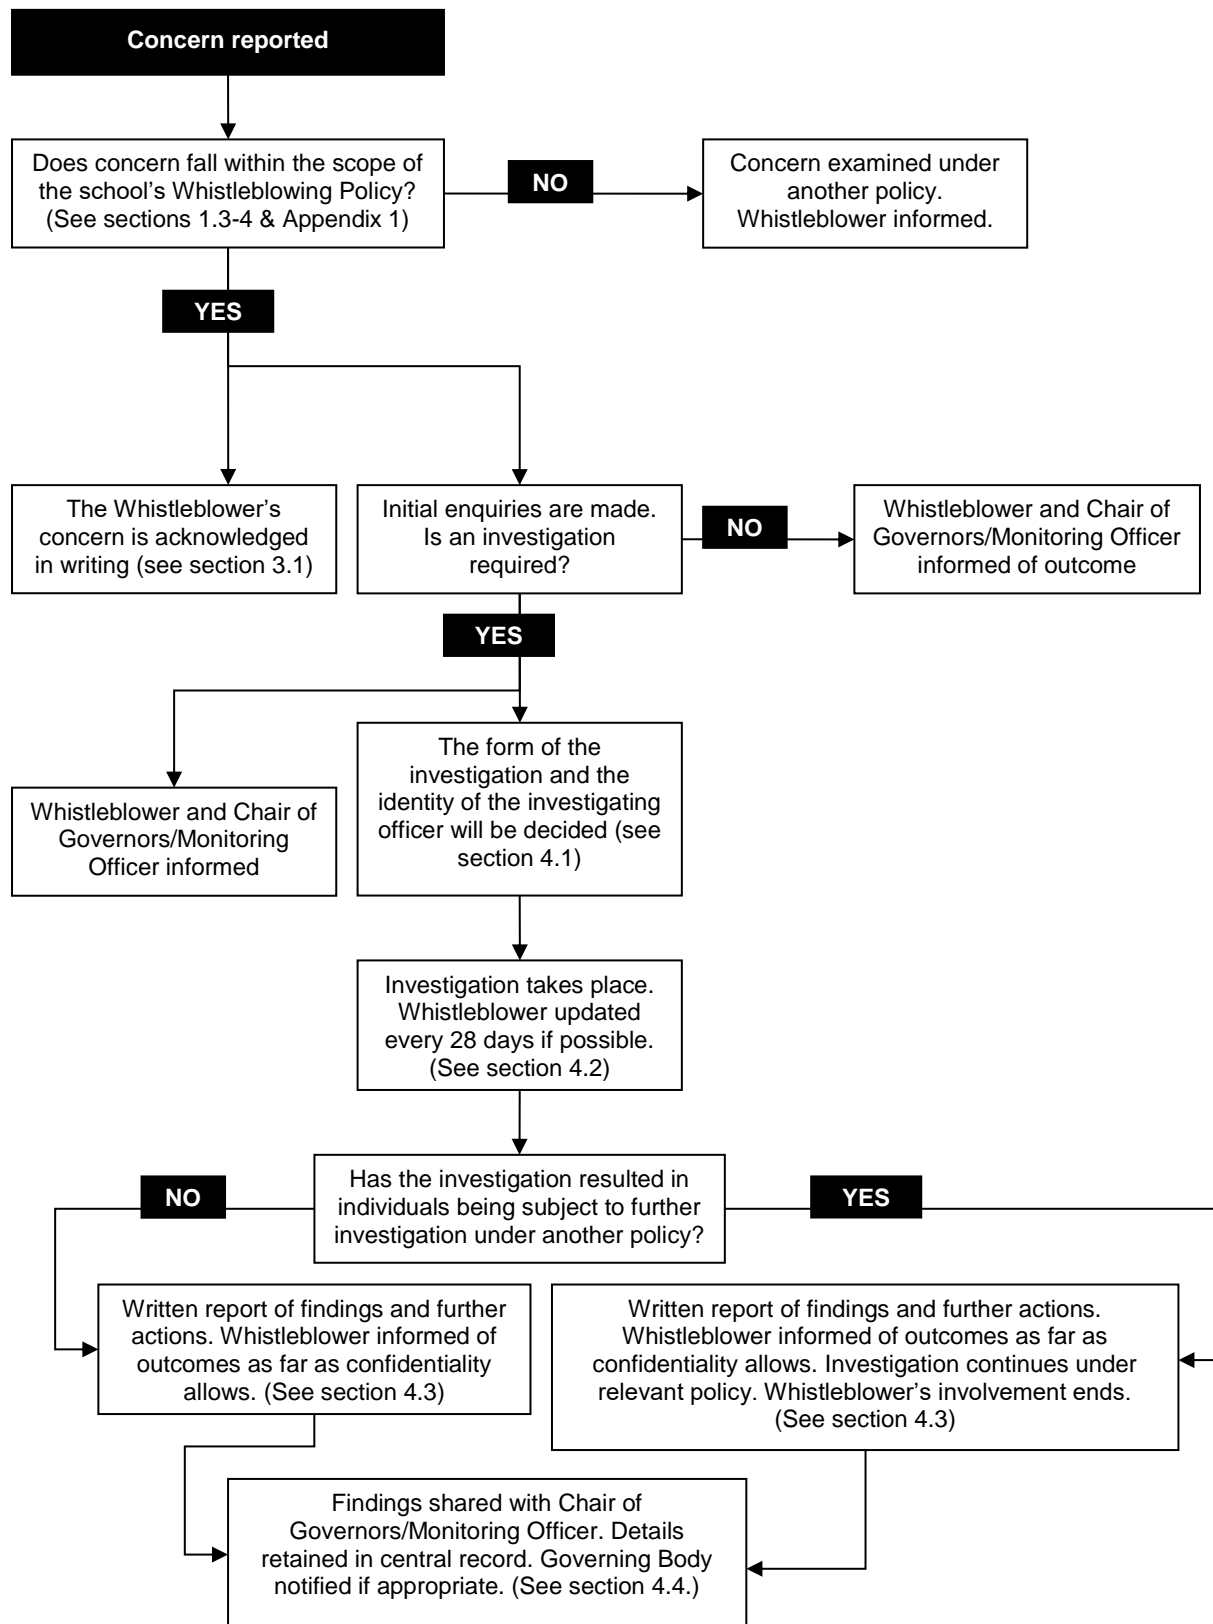 Concern reported
Does concern fall within the scope of
the school's Whistleblowing Policy?
(See sections 1.3-4 & Appendix 1)
NO
Concern examined under
another policy.
Whistleblower informed.
YES
The Whistleblower's
concern is acknowledged
in writing (see section 3.1)
Initial enquiries are made.
Is an investigation
required?
NO
Whistleblower and Chair of
Governors/Monitoring Officer
informed of outcome
YES
Whistleblower and Chair of
Governors/Monitoring
Officer informed
The form of the
investigation and the
identity of the investigating
officer will be decided (see
section 4.1)
Investigation takes place.
Whistleblower updated
every 28 days if possible.
(See section 4.2)
Has the investigation resulted in
individuals being subject to further
investigation under another policy?
NO
YES
Written report of findings and further
actions. Whistleblower informed of
outcomes as far as confidentiality
allows. (See section 4.3)
Written report of findings and further actions.
Whistleblower informed of outcomes as far as
confidentiality allows. Investigation continues under
relevant policy. Whistleblower's involvement ends.
(See section 4.3)
Findings shared with Chair of
Governors/Monitoring Officer. Details
retained in central record. Governing Body
notified if appropriate. (See section 4.4.)